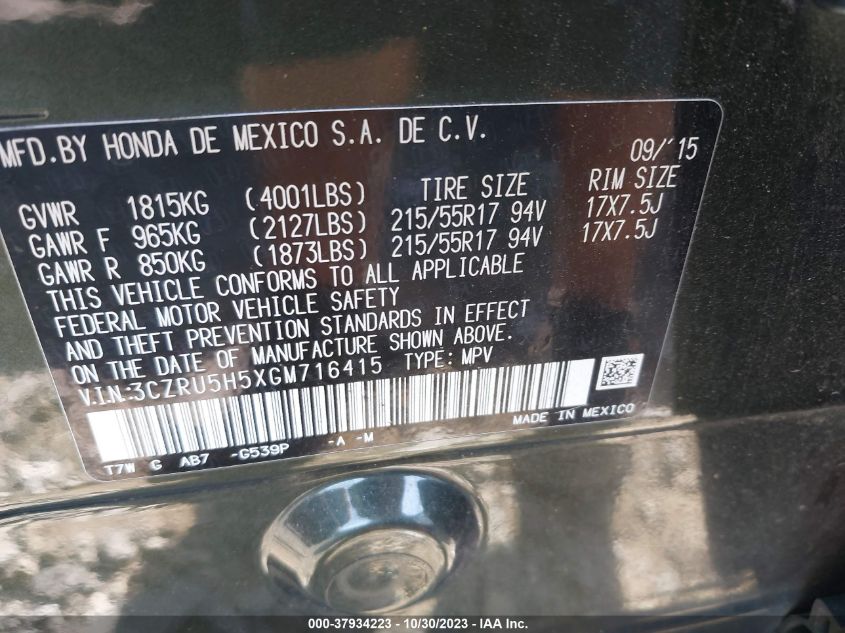 MFD.BY HONDA DE MEXICO S.A. DE C.V.
09/'15
GVWR 1815KG (4001LBS) TIRE SIZE RIM SIZE
GAWR F 965KG (2127LBS) 215/55R17 94V 17X7.5J
GAWR R 850KG (1873LBS) 215/55R17 94V 17X7.5J
THIS VEHICLE CONFORMS TO ALL APPLICABLE
FEDERAL MOTOR VEHICLE SAFETY
AND THEFT PREVENTION STANDARDS IN EFFECT
ON THE DATE OF MANUFACTURE SHOWN ABOVE.
V.I.N:3CZRU5H5XGM716415 TYPE: MPV
MADE IN MEXICO
T7W G AB7 -G539P -A -M
000-37934223 - 10/30/2023 - IAA Inc.